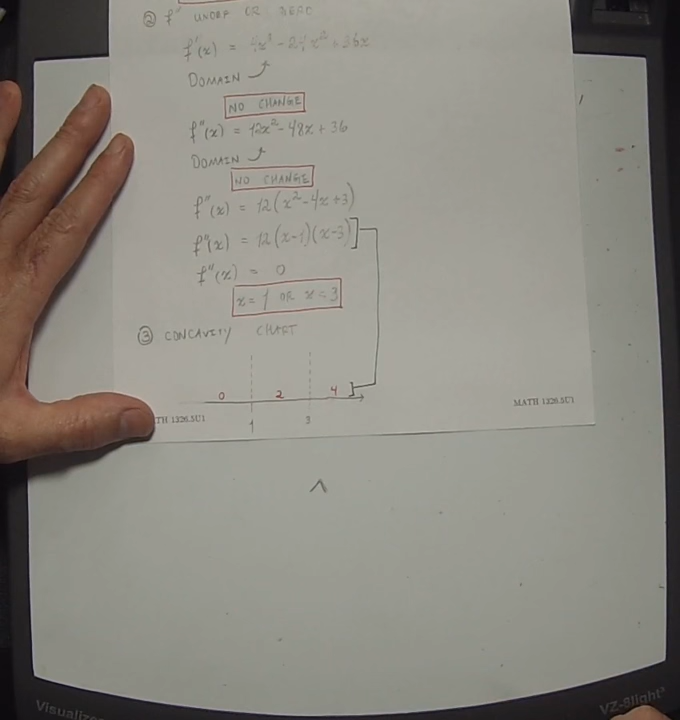 ② f" UNDEF OR ZERO
f'(x) = 4x³ - 24x² + 36x
DOMAIN
NO CHANGE
f"(x) = 12x² - 48x + 36
DOMAIN
NO CHANGE
f"(x) = 12(x² - 4x + 3)
f"(x) = 12(x-1)(x-3)
f"(x) = 0
x = 1 OR x = 3
③ CONCAVITY CHART
0 2 4
1 3
TH 1326.5U1
MATH 1326.5U1
^
Visualize
VZ-8light³